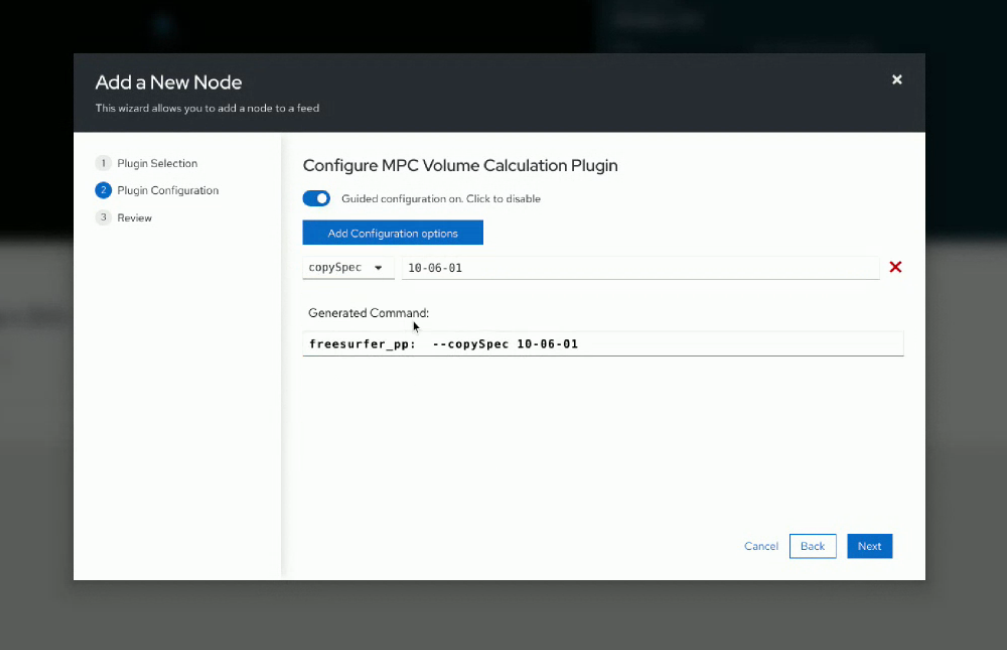 Add a New Node
This wizard allows you to add a node to a feed
1 Plugin Selection
2 Plugin Configuration
3 Review
Configure MPC Volume Calculation Plugin
Guided configuration on. Click to disable
Add Configuration options
copySpec 10-06-01
Generated Command:
freesurfer_pp: --copySpec 10-06-01
Cancel Back Next